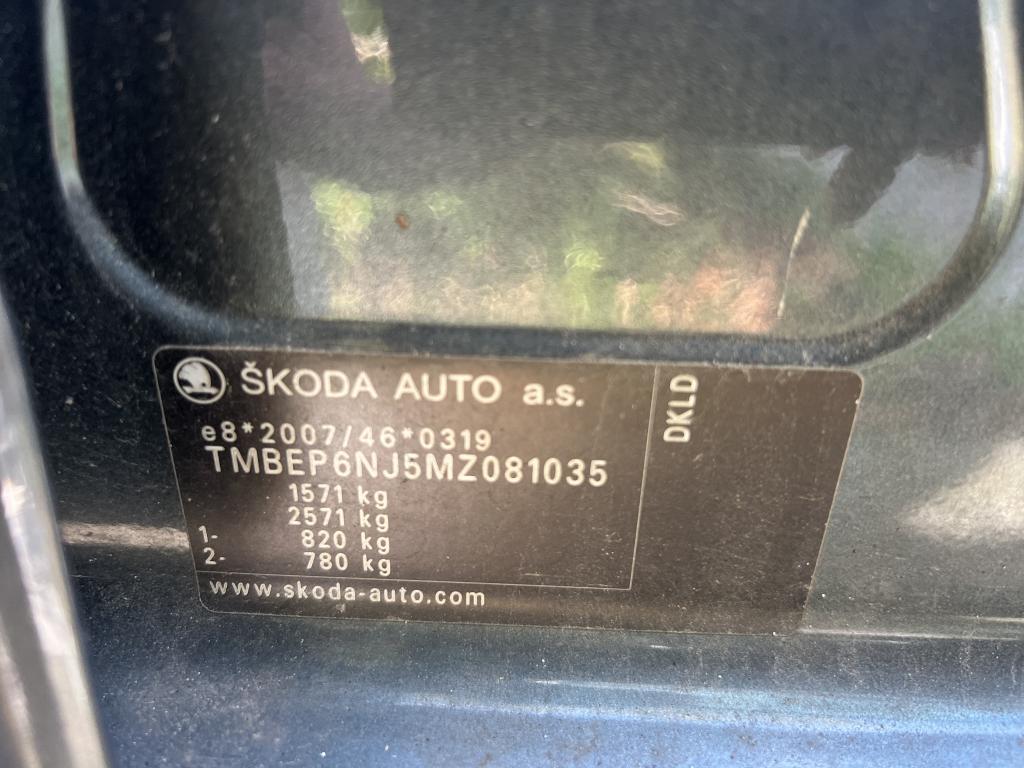 ŠKODA AUTO a.s.
DKLD
e8*2007/46*0319
TMBEP6NJ5MZ081035
1571 kg
2571 kg
1- 820 kg
2- 780 kg
www.skoda-auto.com